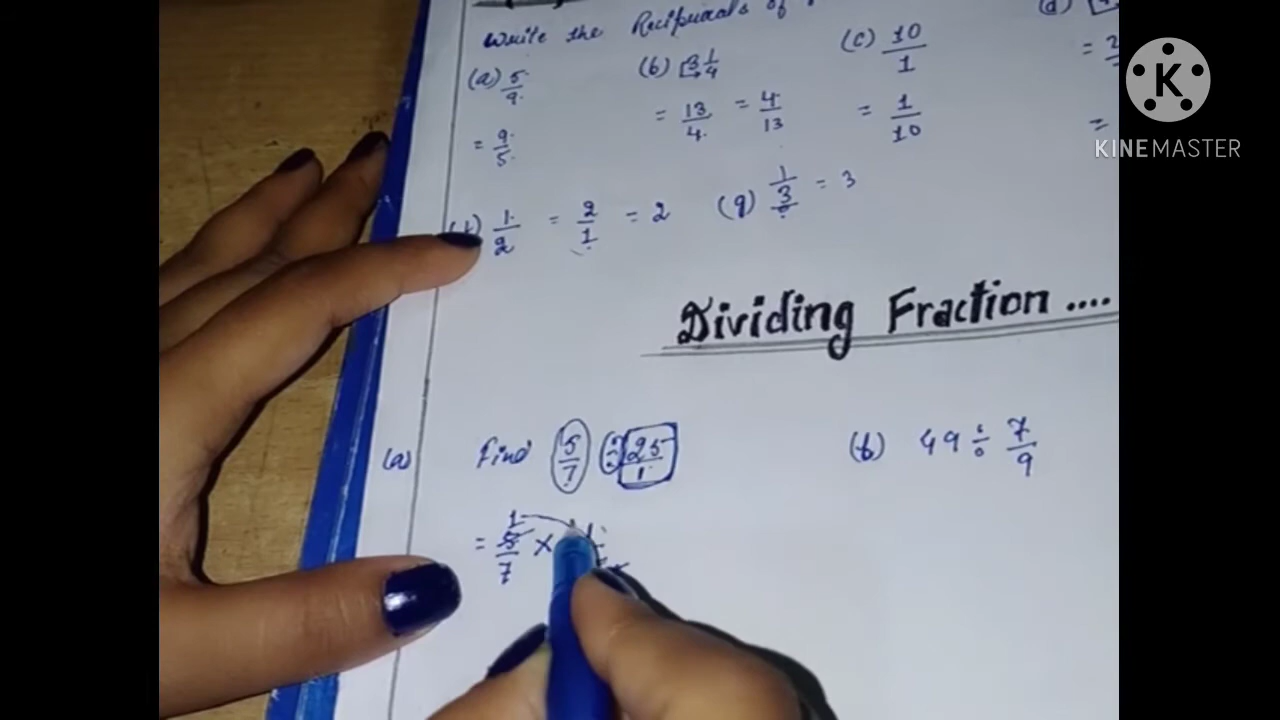 Write the Reciprocals of
(a) 5/9 (b) 3 1/4 (c) 10/1 (d)
= 9/5 = 13/4 = 4/13 = 1/10 =
1/2 = 2/1 = 2 (g) 1/3 = 3
Dividing Fraction ....
(a) Find 5/7 ÷ 25/1 (b) 49 ÷ 7/9
= 5/7 ×
1
K
KINEMASTER